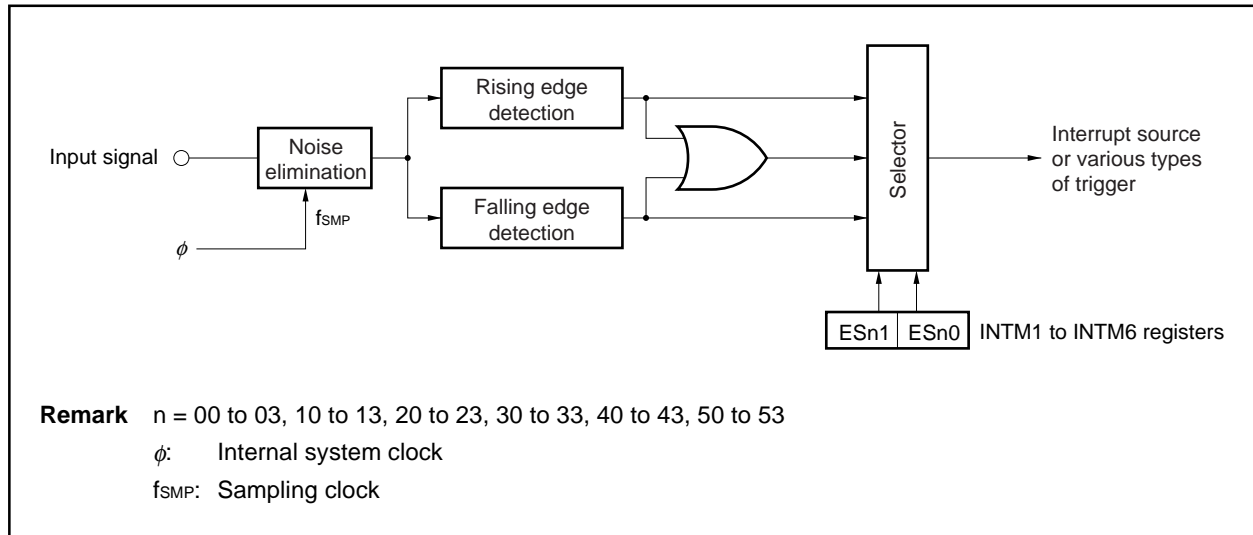 Rising edge
detection
Input signal
Noise
elimination
fSMP
ϕ
Falling edge
detection
Selector
Interrupt source
or various types
of trigger
ESn1 ESn0 INTM1 to INTM6 registers
Remark n = 00 to 03, 10 to 13, 20 to 23, 30 to 33, 40 to 43, 50 to 53
ϕ: Internal system clock
fSMP: Sampling clock